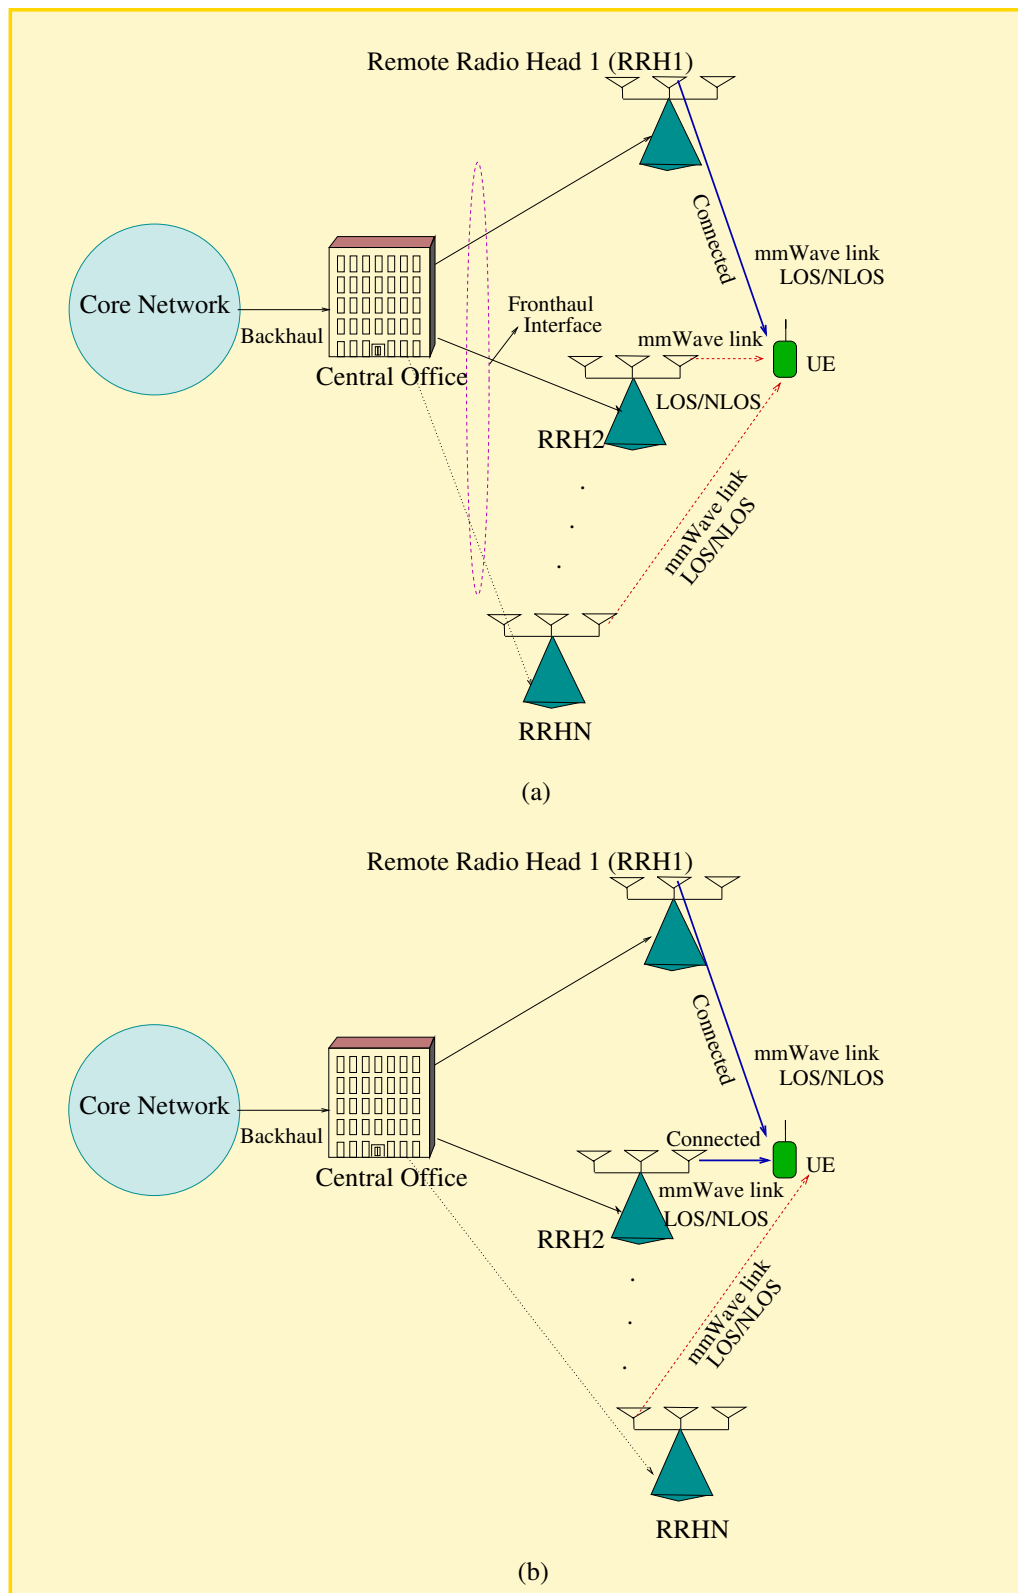 Remote Radio Head 1 (RRH1)
Connected
mmWave link
LOS/NLOS
Core Network
Backhaul
Fronthaul
Interface
Central Office
mmWave link
UE
LOS/NLOS
RRH2
mmWave link
LOS/NLOS
RRHN
(a)
Remote Radio Head 1 (RRH1)
Connected
mmWave link
LOS/NLOS
Core Network
Backhaul
Central Office
Connected
UE
mmWave link
LOS/NLOS
RRH2
mmWave link
LOS/NLOS
RRHN
(b)